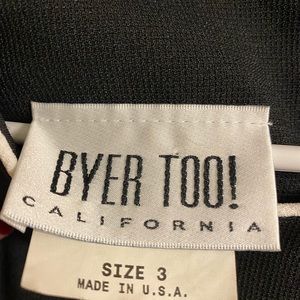 BYER TOO!
CALIFORNIA
SIZE 3
MADE IN U.S.A.